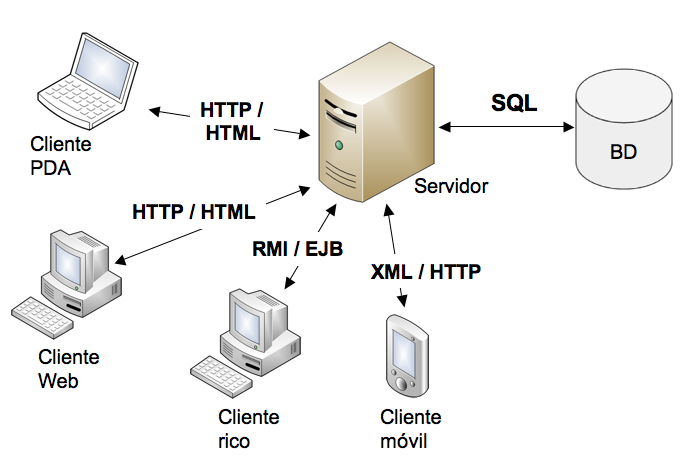 Cliente
PDA
HTTP /
HTML
SQL
BD
Servidor
HTTP / HTML
RMI / EJB
XML / HTTP
Cliente
Web
Cliente
rico
Cliente
móvil